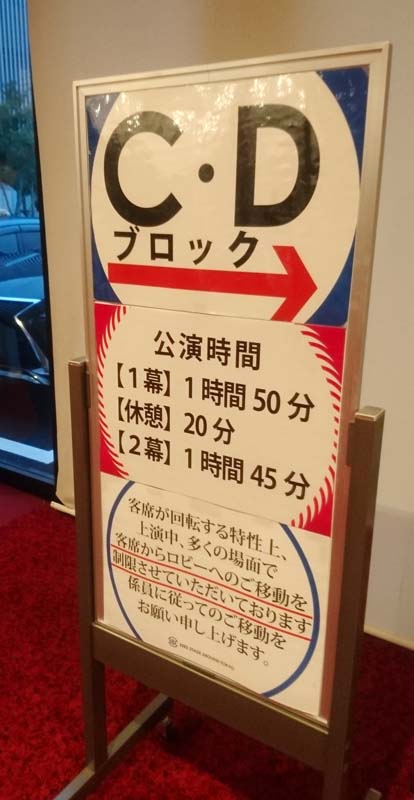 C・D
ブロック
公演時間
【1幕】1時間50分
【休憩】20分
【2幕】1時間45分
客席が回転する特性上、
上演中、多くの場面で
客席からロビーへのご移動を
制限させていただいております
係員に従ってのご移動を
お願い申し上げます。
IHI STAGE AROUND TOKYO